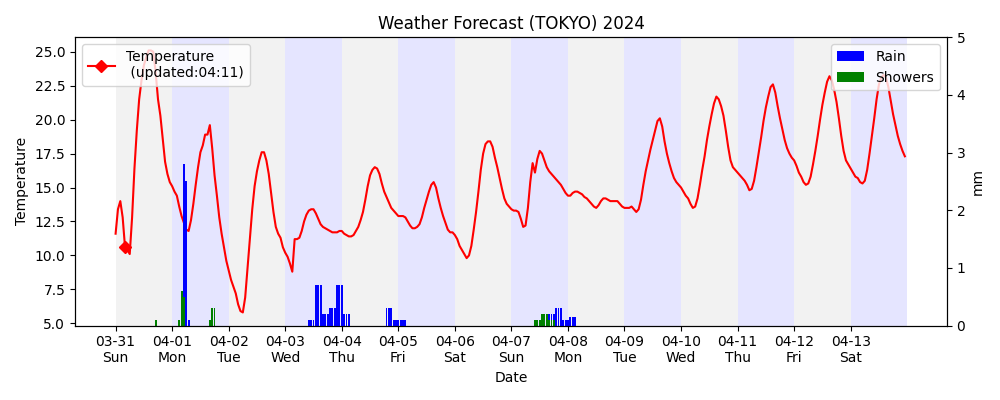 Weather Forecast (TOKYO) 2024
Temperature
(updated:04:11)
Rain
Showers
25.0
22.5
20.0
17.5
15.0
12.5
10.0
7.5
5.0
Temperature
5
4
3
2
1
0
mm
03-31 04-01 04-02 04-03 04-04 04-05 04-06 04-07 04-08 04-09 04-10 04-11 04-12 04-13
Sun Mon Tue Wed Thu Fri Sat Sun Mon Tue Wed Thu Fri Sat
Date